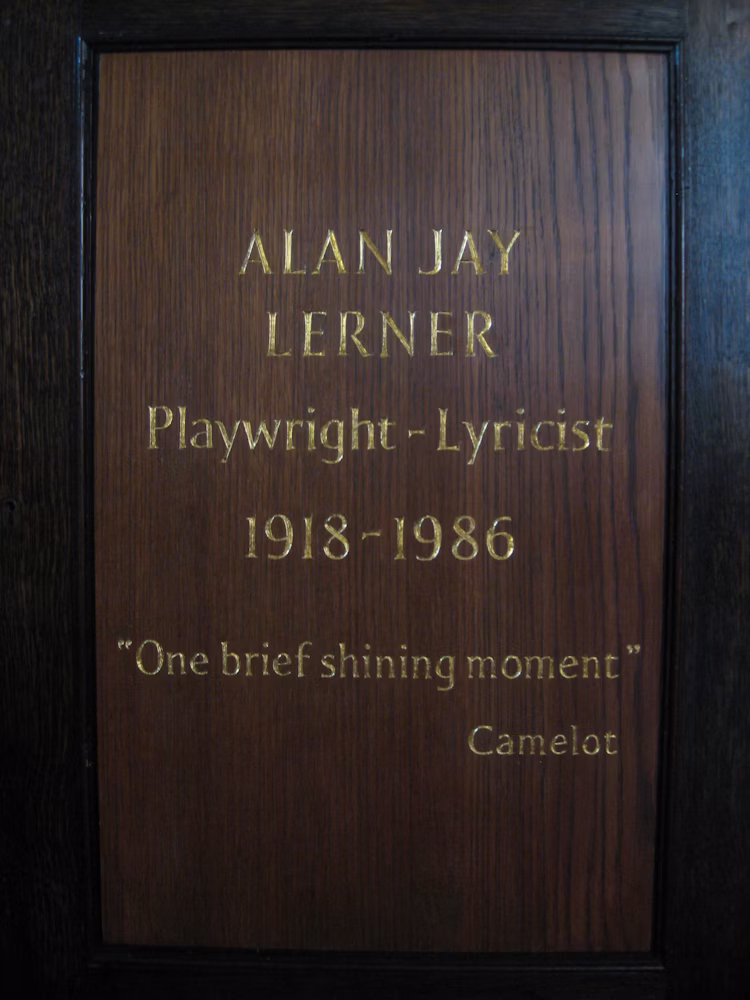 ALAN JAY
LERNER
Playwright - Lyricist
1918 - 1986
"One brief shining moment"
Camelot